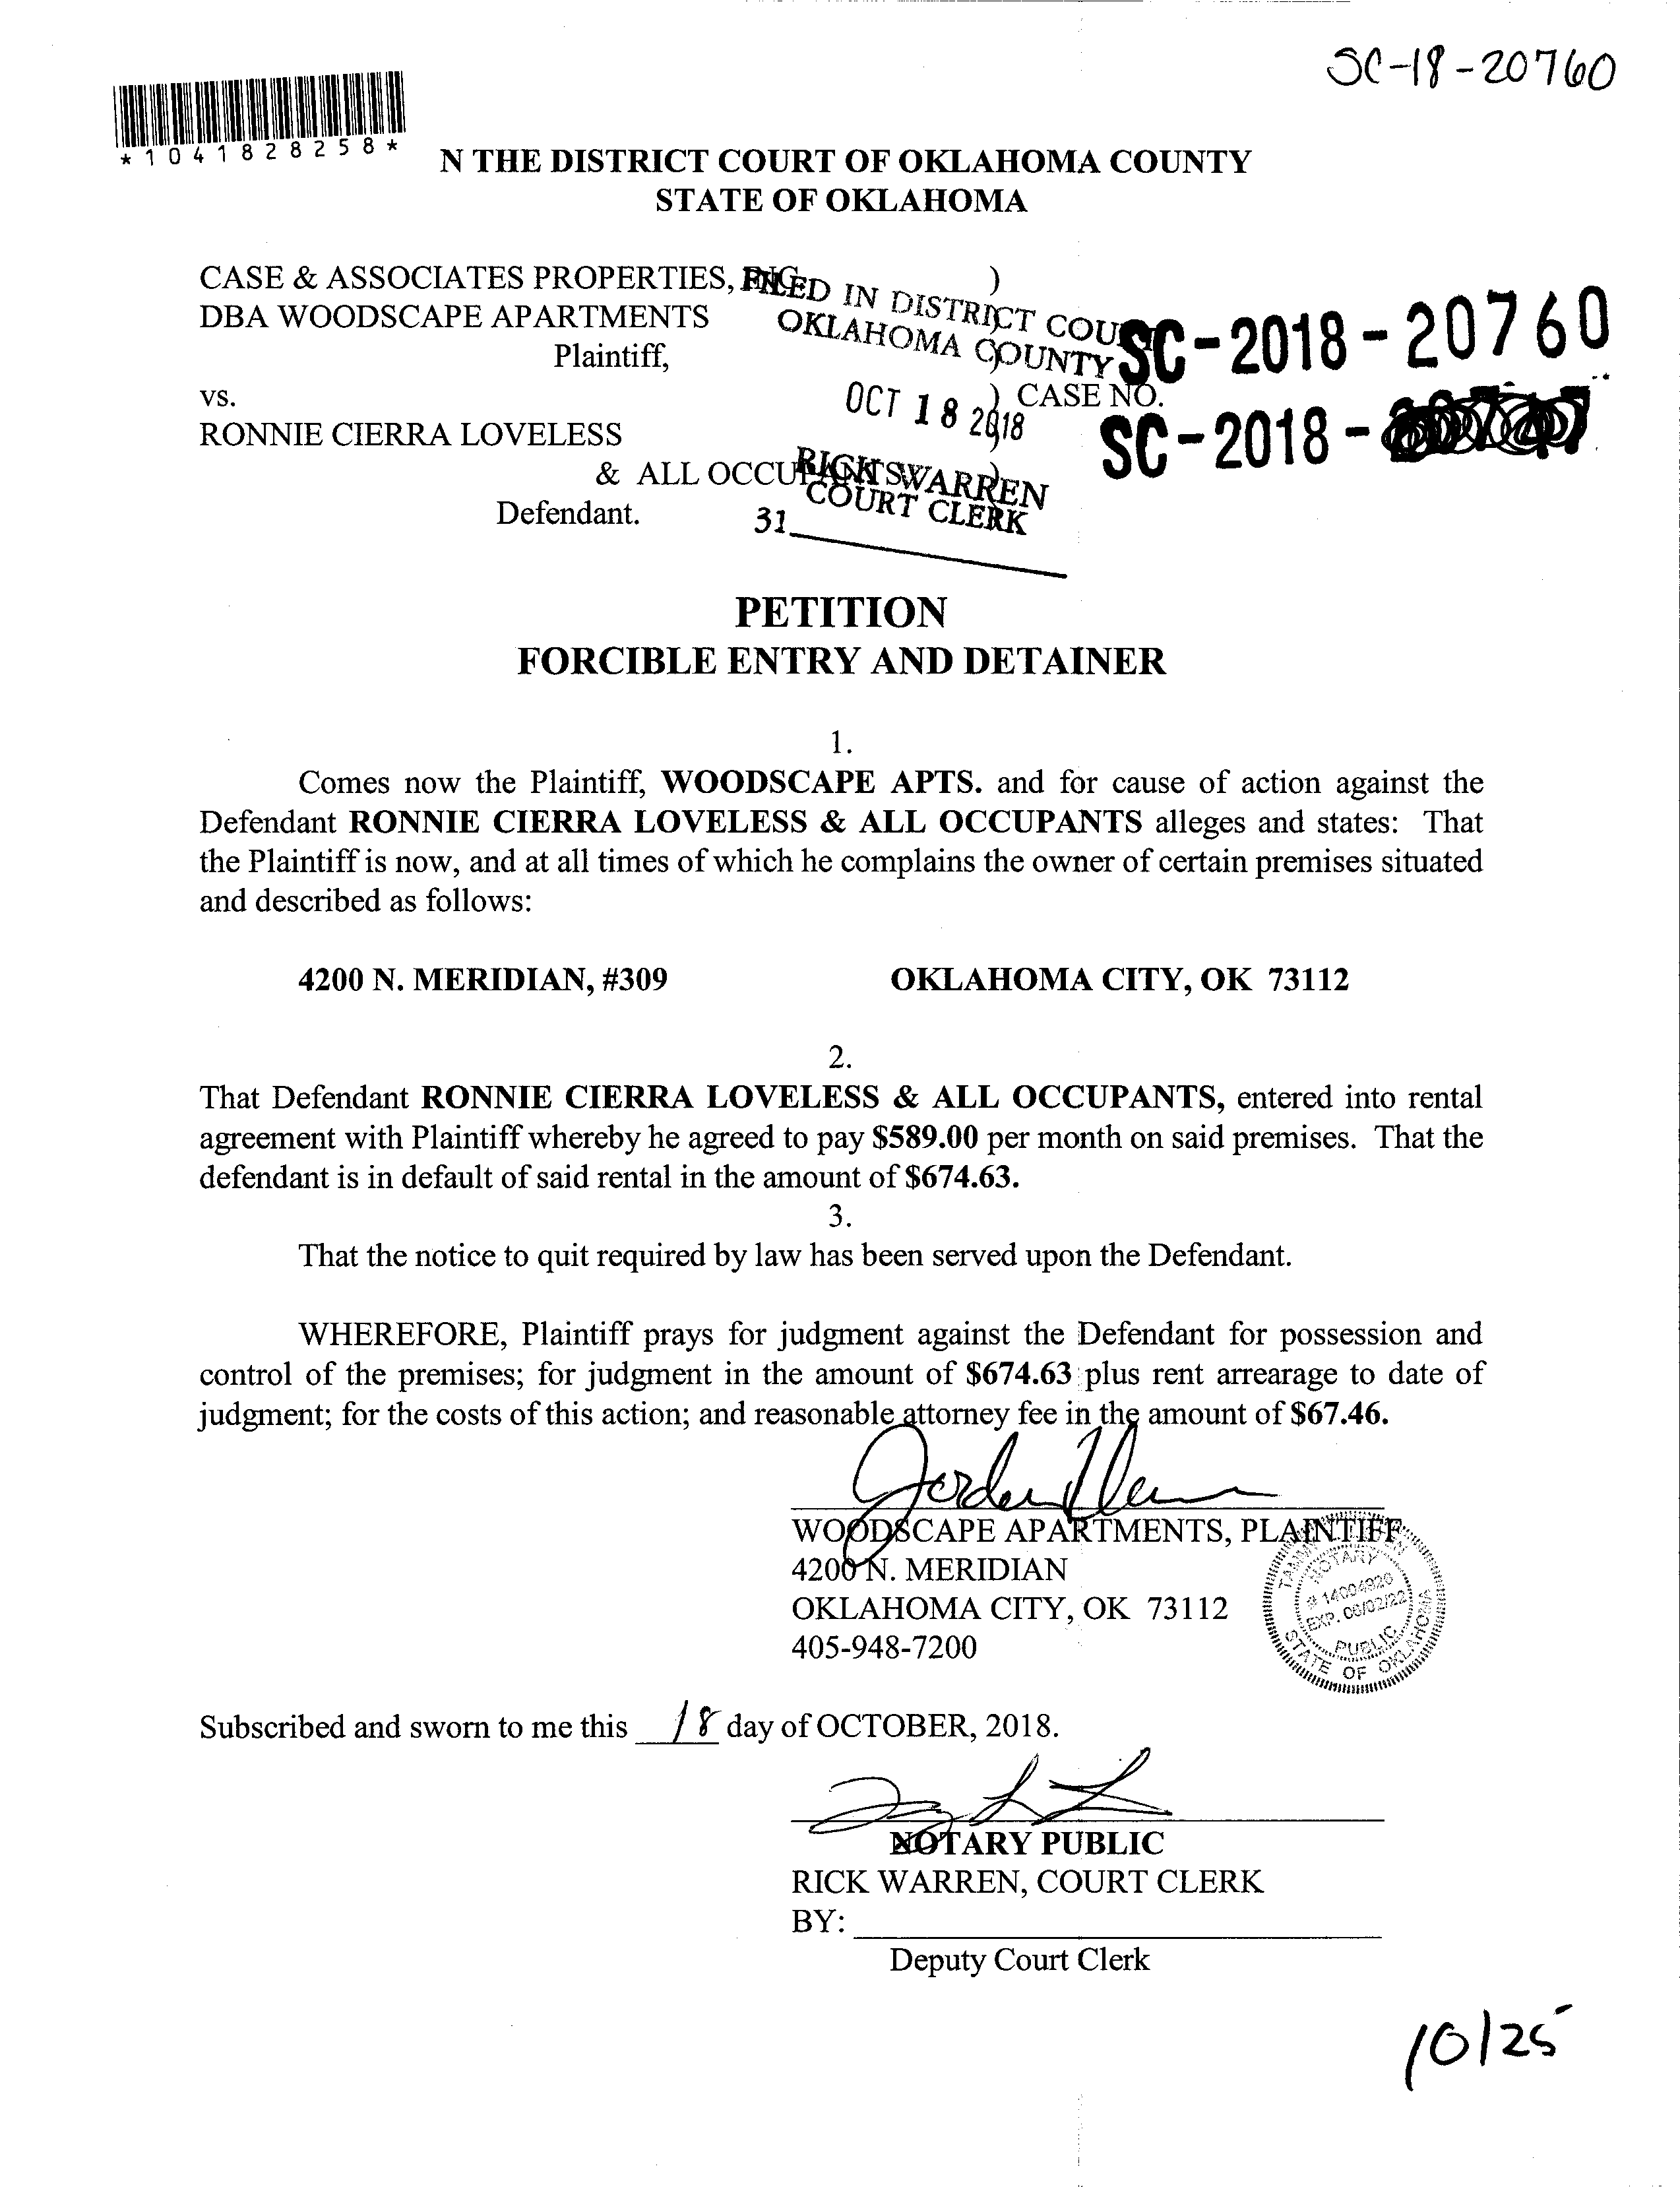 SC-18-20760
*1041828258*
N THE DISTRICT COURT OF OKLAHOMA COUNTY
STATE OF OKLAHOMA
CASE & ASSOCIATES PROPERTIES, INC )
DBA WOODSCAPE APARTMENTS
Plaintiff, )
FILED IN DISTRICT COURT
OKLAHOMA COUNTY
SC-2018-20760
vs. ) CASE NO.
OCT 18 2018
SC-2018-
RONNIE CIERRA LOVELESS )
& ALL OCCUPANTS )
RICK WARREN
COURT CLERK
Defendant. )
31
PETITION
FORCIBLE ENTRY AND DETAINER
1.
Comes now the Plaintiff, WOODSCAPE APTS. and for cause of action against the
Defendant RONNIE CIERRA LOVELESS & ALL OCCUPANTS alleges and states: That
the Plaintiff is now, and at all times of which he complains the owner of certain premises situated
and described as follows:
4200 N. MERIDIAN, #309 OKLAHOMA CITY, OK 73112
2.
That Defendant RONNIE CIERRA LOVELESS & ALL OCCUPANTS, entered into rental
agreement with Plaintiff whereby he agreed to pay $589.00 per month on said premises. That the
defendant is in default of said rental in the amount of $674.63.
3.
That the notice to quit required by law has been served upon the Defendant.
WHEREFORE, Plaintiff prays for judgment against the Defendant for possession and
control of the premises; for judgment in the amount of $674.63 plus rent arrearage to date of
judgment; for the costs of this action; and reasonable attorney fee in the amount of $67.46.
WOODSCAPE APARTMENTS, PLAINTIFF
4200 N. MERIDIAN
OKLAHOMA CITY, OK 73112
405-948-7200
NOTARY
# 14004920
EXP. 06/02/22
PUBLIC
STATE OF OKLAHOMA
Subscribed and sworn to me this 18 day of OCTOBER, 2018.
NOTARY PUBLIC
RICK WARREN, COURT CLERK
BY:
Deputy Court Clerk
10/25